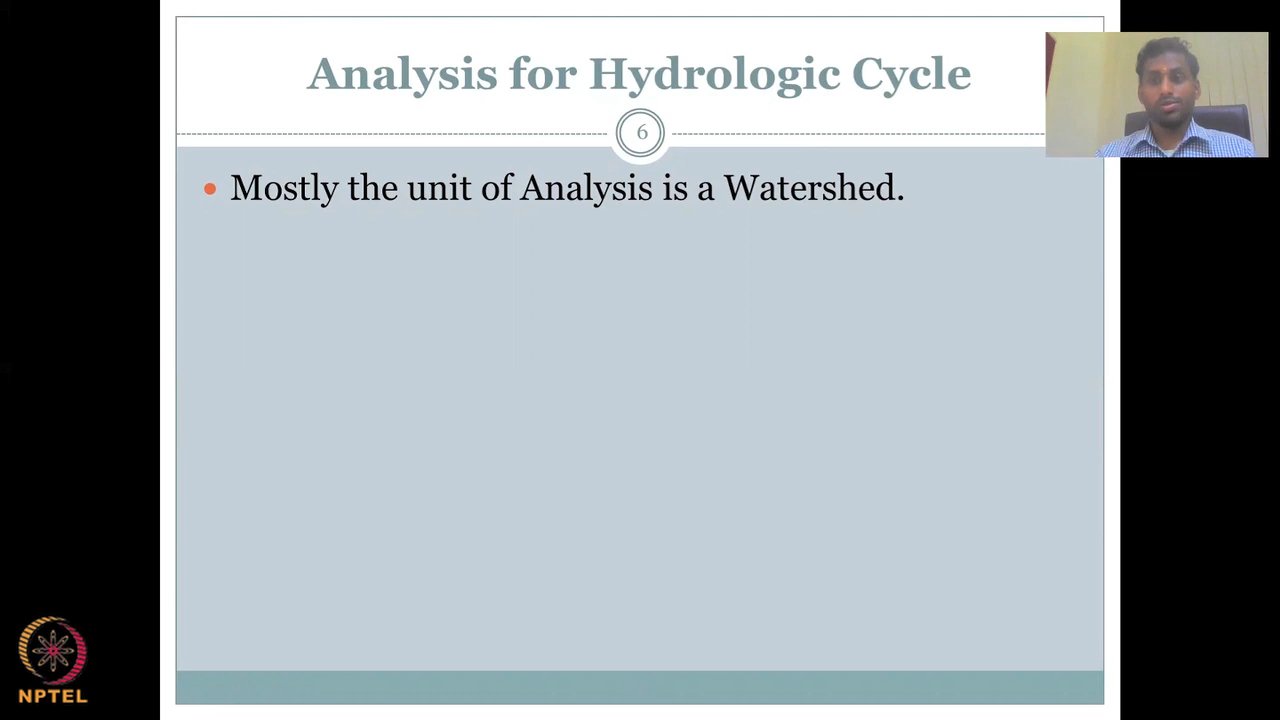 Analysis for Hydrologic Cycle
6
• Mostly the unit of Analysis is a Watershed.
NPTEL